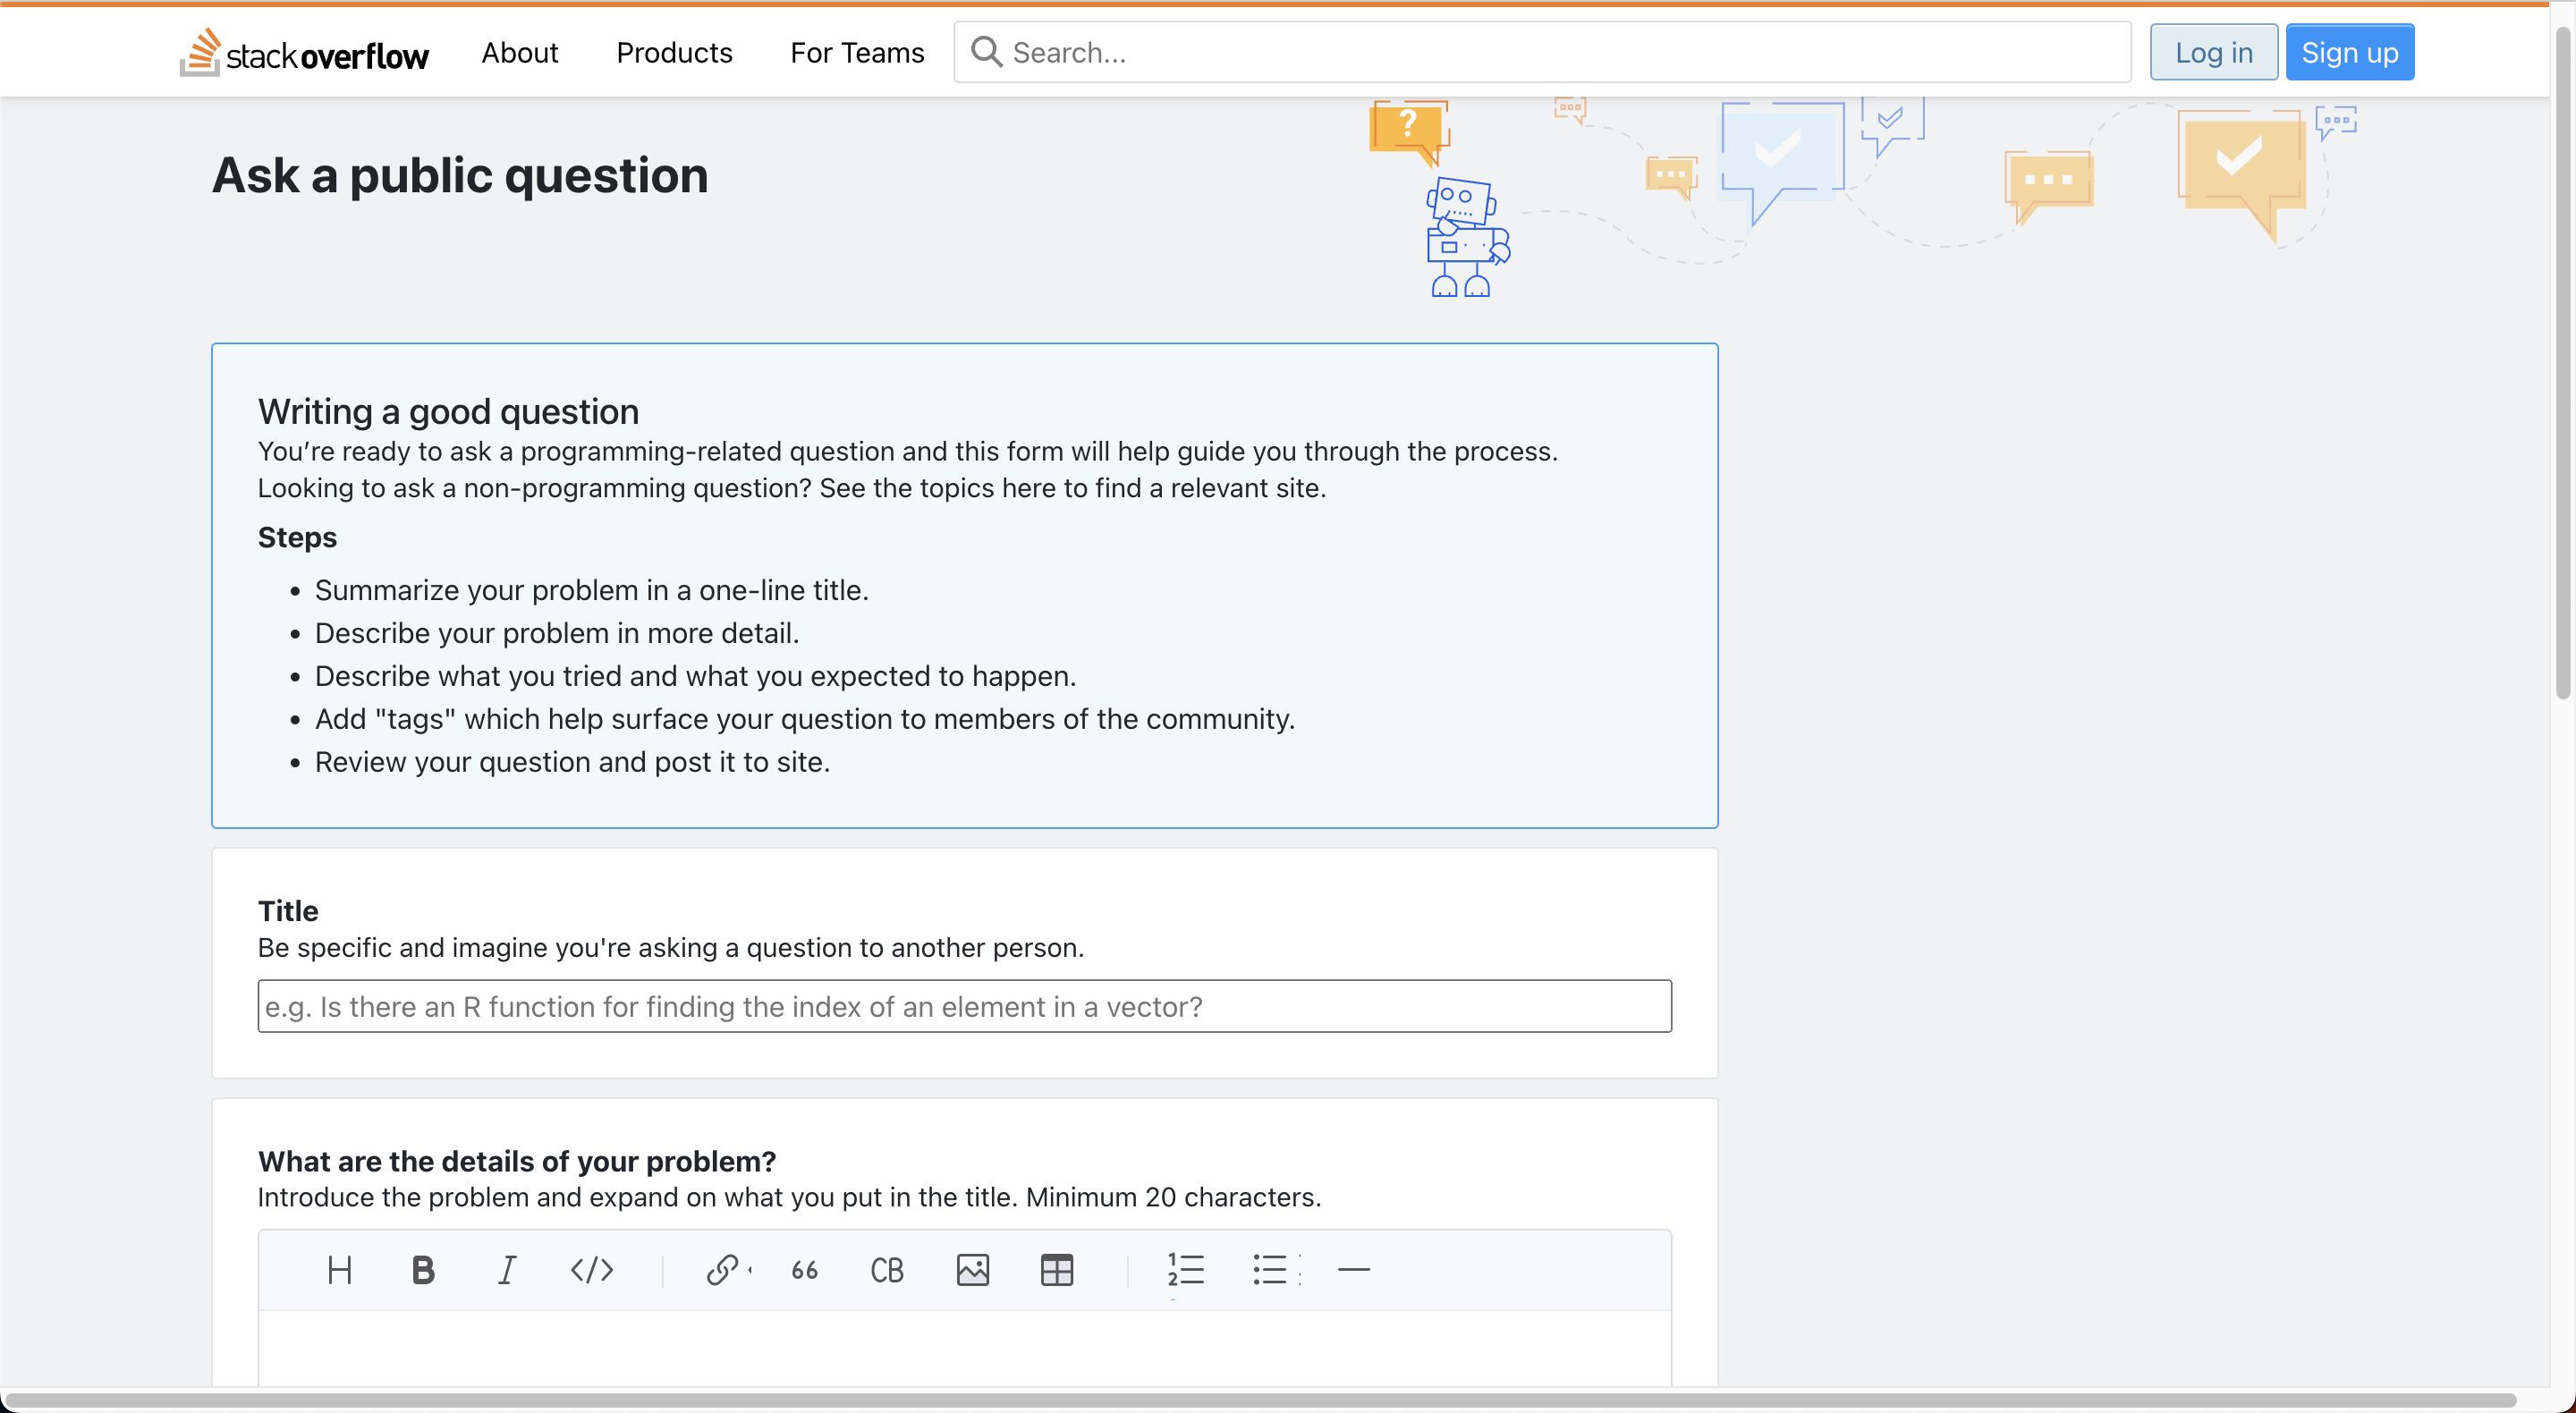 stackoverflow About Products For Teams Search... Log in Sign up
?
Ask a public question
Writing a good question
You’re ready to ask a programming-related question and this form will help guide you through the process.
Looking to ask a non-programming question? See the topics here to find a relevant site.
Steps
• Summarize your problem in a one-line title.
• Describe your problem in more detail.
• Describe what you tried and what you expected to happen.
• Add "tags" which help surface your question to members of the community.
• Review your question and post it to site.
Title
Be specific and imagine you're asking a question to another person.
e.g. Is there an R function for finding the index of an element in a vector?
What are the details of your problem?
Introduce the problem and expand on what you put in the title. Minimum 20 characters.
H B I </> 66 CB 1 2